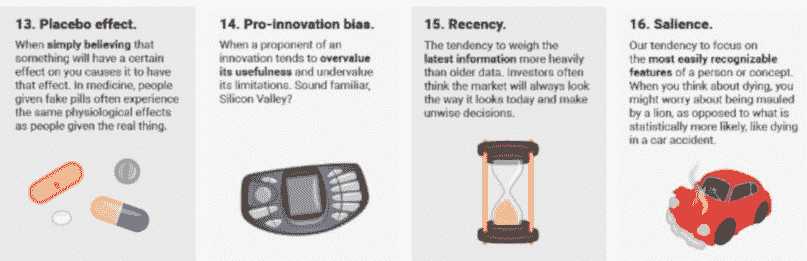 13. Placebo effect.
When simply believing that
something will have a certain
effect on you causes it to have
that effect. In medicine, people
given fake pills often experience
the same physiological effects
as people given the real thing.
14. Pro-innovation bias.
When a proponent of an
innovation tends to overvalue
its usefulness and undervalue
its limitations. Sound familiar,
Silicon Valley?
15. Recency.
The tendency to weigh the
latest information more heavily
than older data. Investors often
think the market will always look
the way it looks today and make
unwise decisions.
16. Salience.
Our tendency to focus on
the most easily recognizable
features of a person or concept.
When you think about dying, you
might worry about being mauled
by a lion, as opposed to what is
statistically more likely, like dying
in a car accident.